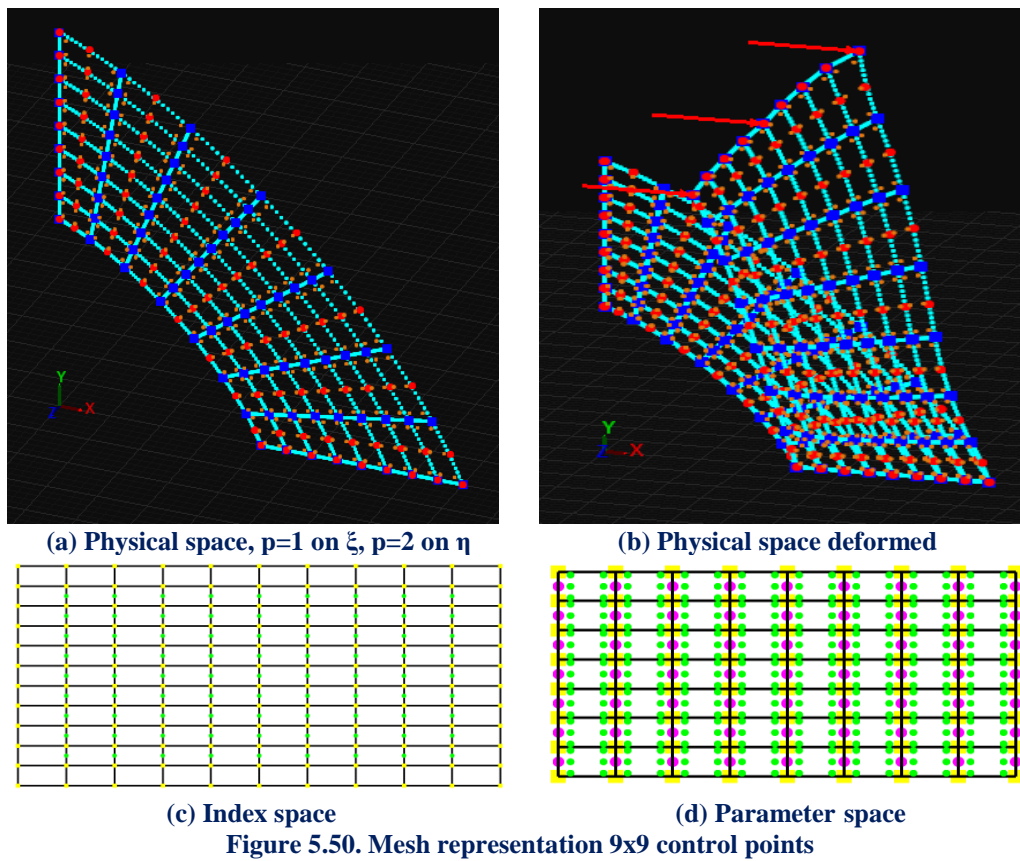 Y
X
Z
Y
X
Z
(a) Physical space, p=1 on ξ, p=2 on η
(b) Physical space deformed
(c) Index space
(d) Parameter space
Figure 5.50. Mesh representation 9x9 control points